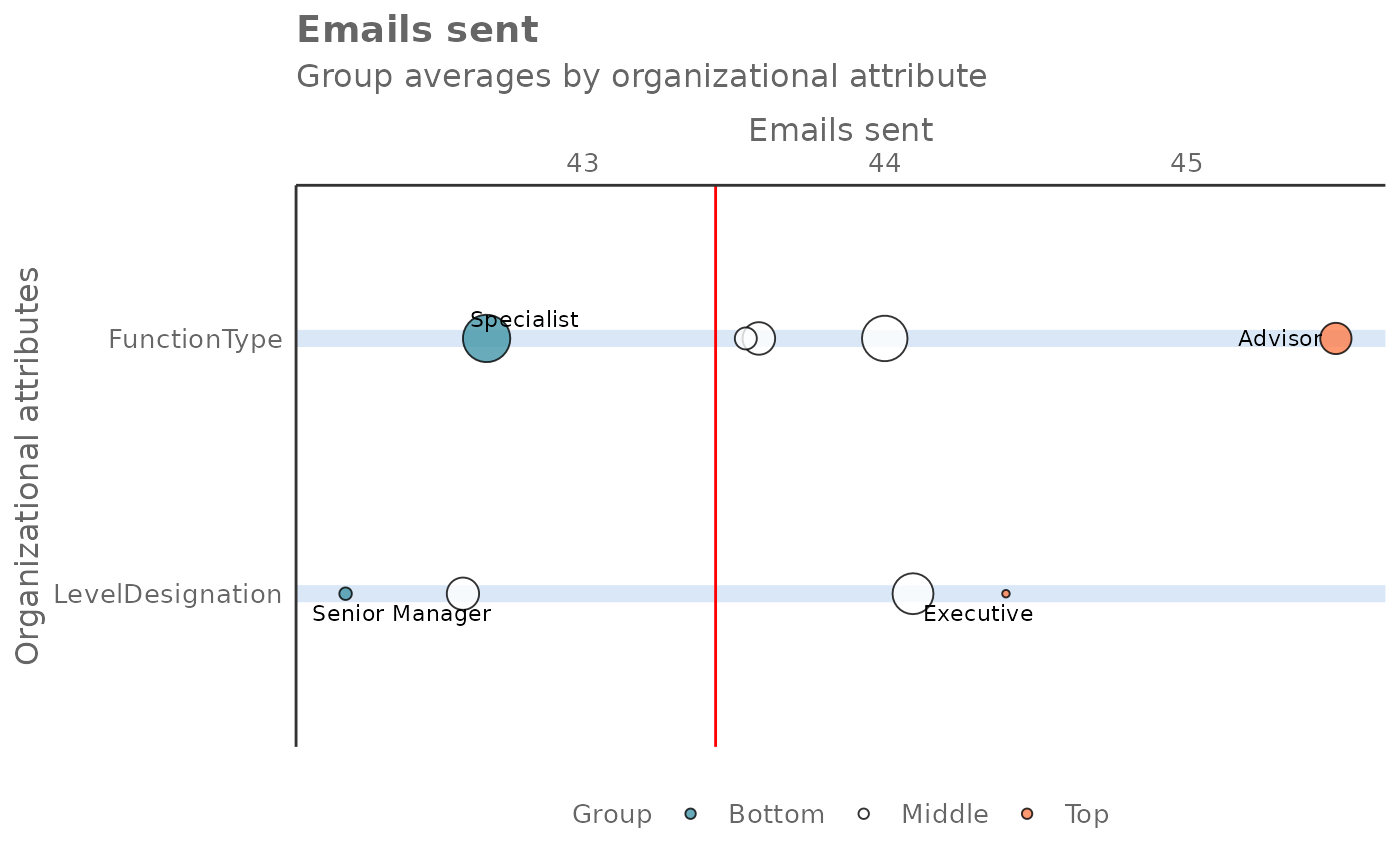 Emails sent
Group averages by organizational attribute
Emails sent
43 44 45
Organizational attributes
FunctionType
Specialist
Advisor
LevelDesignation
Senior Manager
Executive
Group Bottom Middle Top